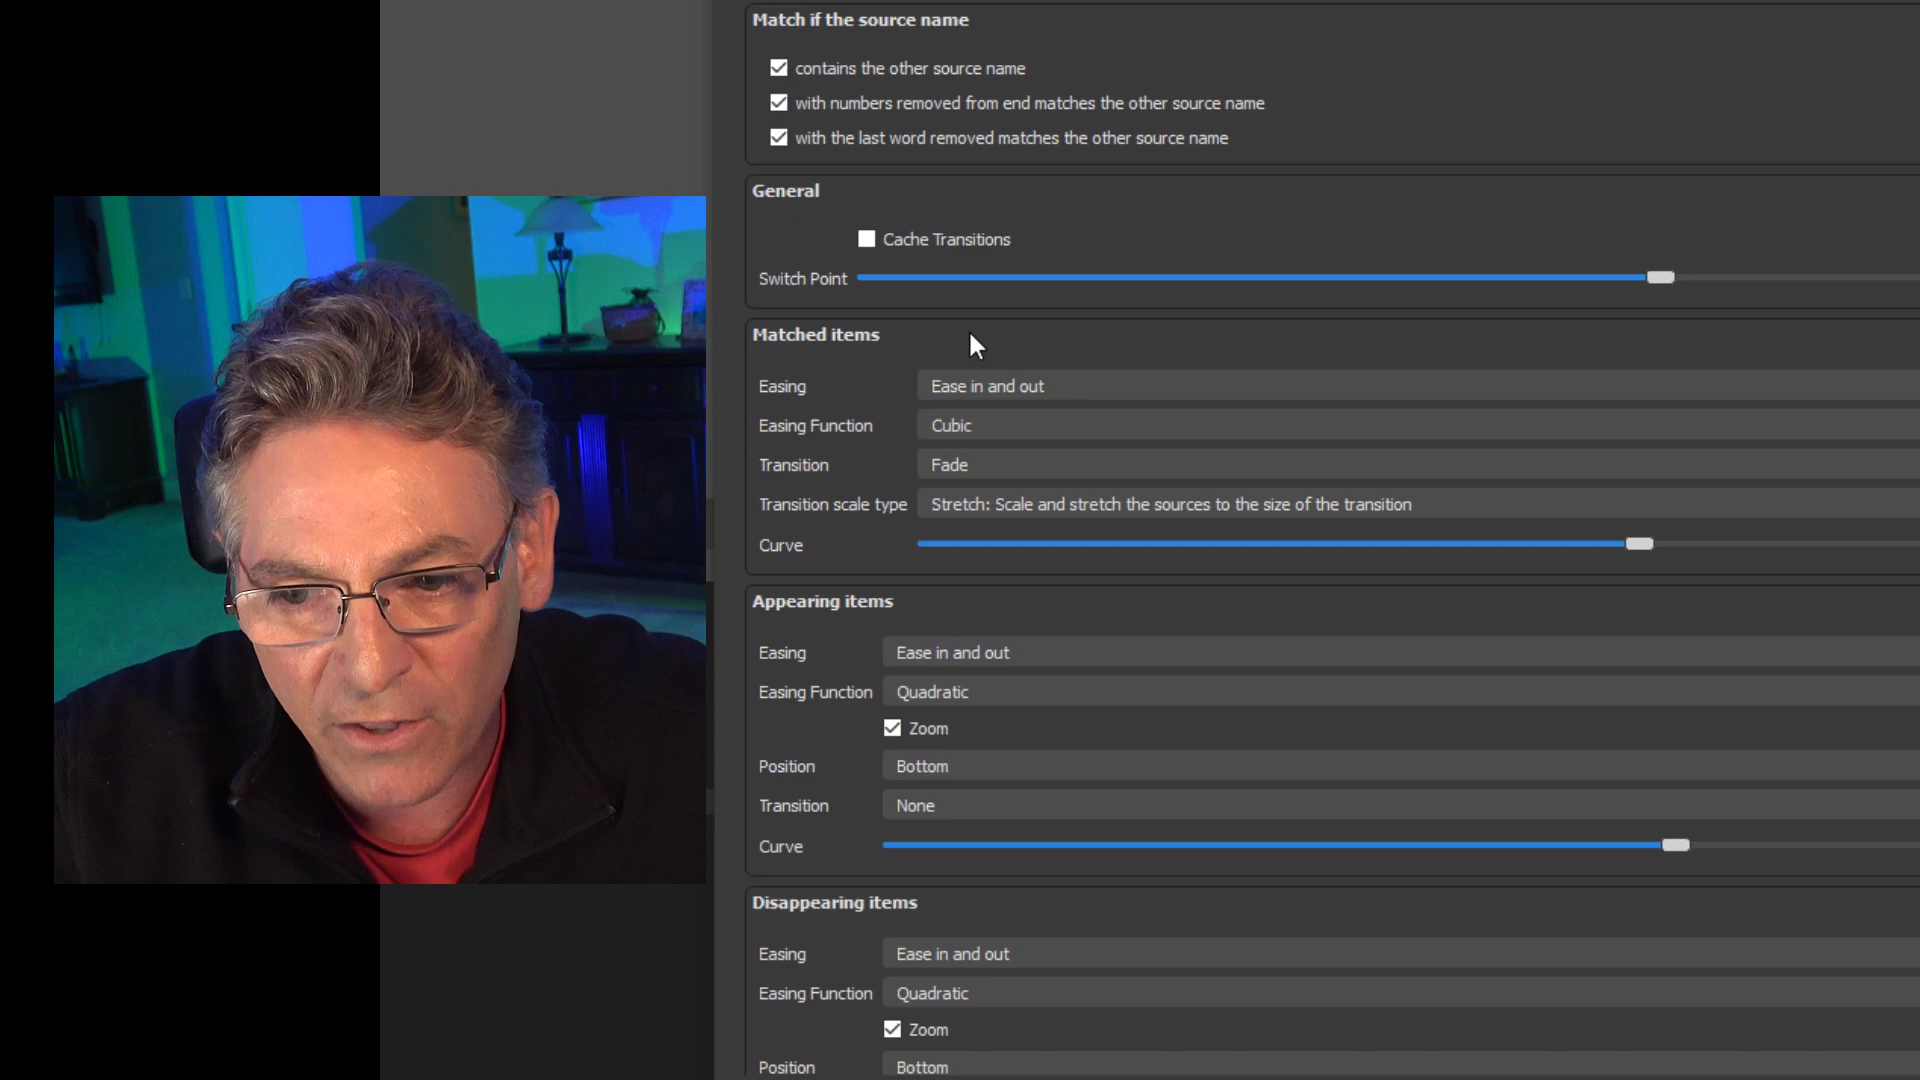 Match if the source name
contains the other source name
with numbers removed from end matches the other source name
with the last word removed matches the other source name
General
Cache Transitions
Switch Point
Matched items
Easing Ease in and out
Easing Function Cubic
Transition Fade
Transition scale type Stretch: Scale and stretch the sources to the size of the transition
Curve
Appearing items
Easing Ease in and out
Easing Function Quadratic
Zoom
Position Bottom
Transition None
Curve
Disappearing items
Easing Ease in and out
Easing Function Quadratic
Zoom
Position Bottom